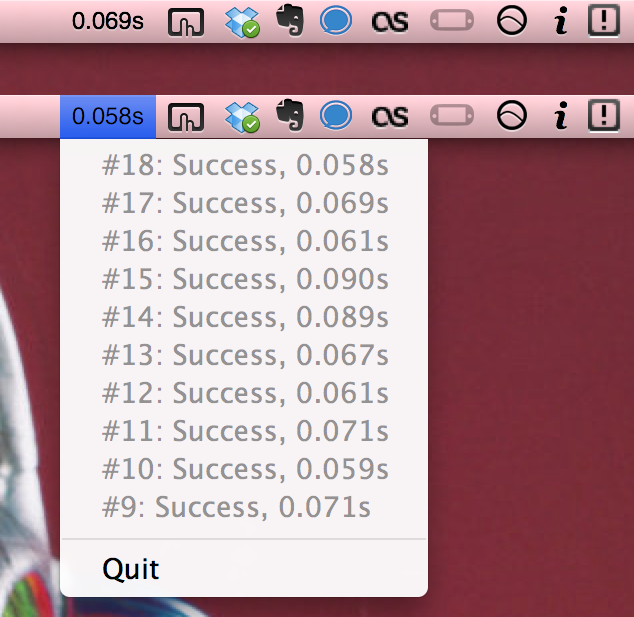 0.069s
0.058s
#18: Success, 0.058s
#17: Success, 0.069s
#16: Success, 0.061s
#15: Success, 0.090s
#14: Success, 0.089s
#13: Success, 0.067s
#12: Success, 0.061s
#11: Success, 0.071s
#10: Success, 0.059s
#9: Success, 0.071s
Quit